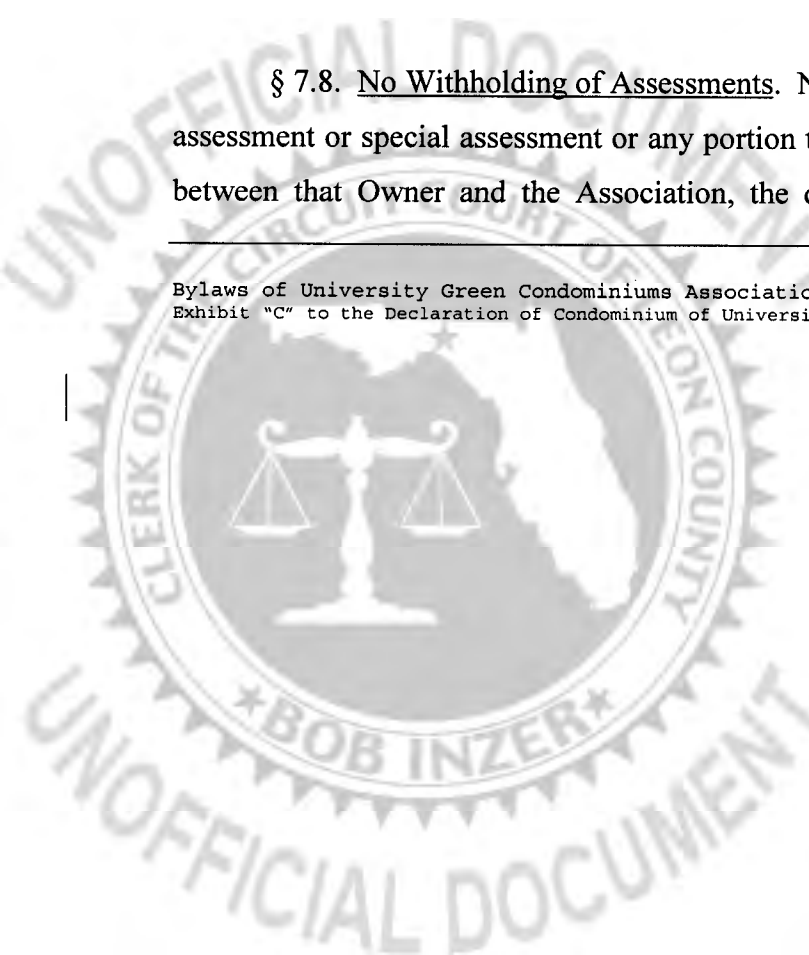 UNOFFICIAL DOCUMENT
§ 7.8. No Withholding of Assessments.
assessment or special assessment or any portion
between that Owner and the Association, the
Bylaws of University Green Condominiums
Exhibit "C" to the Declaration of Condominium of
CLERK OF THE CIRCUIT COURT OF LEON COUNTY
★BOB INZER★
UNOFFICIAL DOCUMENT